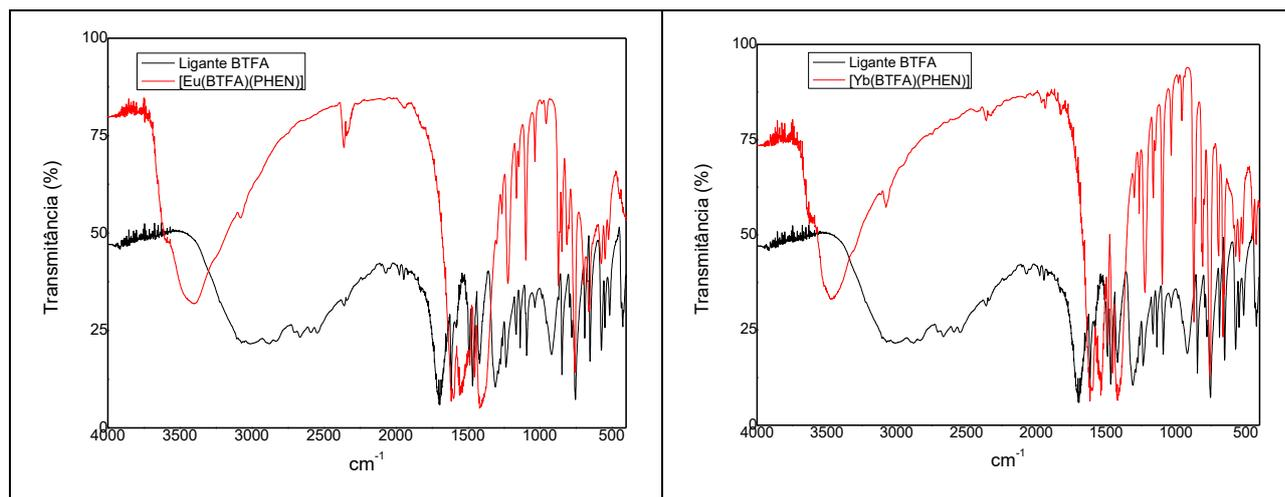 100
Ligante BTFA
[Eu(BTFA)(PHEN)]
75
50
25
0
Transmitância (%)
4000 3500 3000 2500 2000 1500 1000 500
cm-1
100
Ligante BTFA
[Yb(BTFA)(PHEN)]
75
50
25
0
Transmitância (%)
4000 3500 3000 2500 2000 1500 1000 500
cm-1